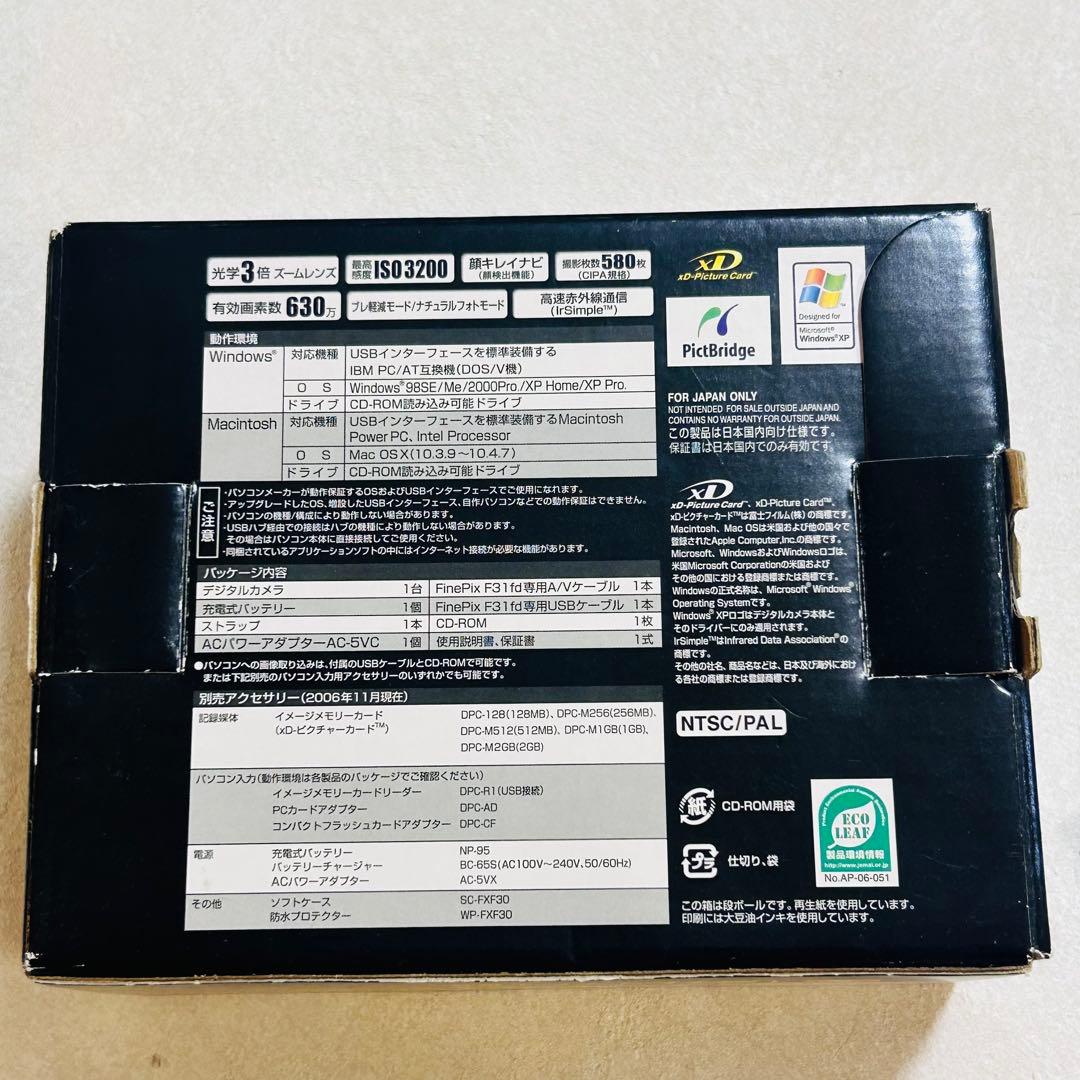 光学3倍 ズームレンズ
最高感度 ISO3200
顔キレイナビ
(顔検出機能)
撮影枚数580枚
(CIPA規格)
有効画素数 630万
ブレ軽減モード/ナチュラルフォトモード
高速赤外線通信
(IrSimple™)
動作環境
Windows® 対応機種 USBインターフェースを標準装備する
IBM PC/AT互換機(DOS/V機)
O S Windows®98SE/Me/2000Pro./XP Home/XP Pro.
ドライブ CD-ROM読み込み可能ドライブ
Macintosh 対応機種 USBインターフェースを標準装備するMacintosh
Power PC、Intel Processor
O S Mac OS X(10.3.9〜10.4.7)
ドライブ CD-ROM読み込み可能ドライブ
ご注意
・パソコンメーカーが動作保証するOSおよびUSBインターフェースでご使用になれます。
・アップグレードしたOS、増設したUSBインターフェース、自作パソコンなどでの動作保証はできません。
・パソコンの機種/構成により動作しない場合があります。
・USBハブ経由での接続はハブの機種により動作しない場合があります。
その場合はパソコン本体に直接接続してご使用ください。
・同梱されているアプリケーションソフトの中にはインターネット接続が必要な機能があります。
パッケージ内容
デジタルカメラ 1台 FinePix F31fd専用A/Vケーブル 1本
充電式バッテリー 1個 FinePix F31fd専用USBケーブル 1本
ストラップ 1本 CD-ROM 1枚
ACパワーアダプターAC-5VC 1個 使用説明書、保証書 1式
●パソコンへの画像取り込みは、付属のUSBケーブルとCD-ROMで可能です。
または下記別売のパソコン入力用アクセサリーのいずれかでも可能です。
別売アクセサリー(2006年11月現在)
記録媒体 イメージメモリーカード DPC-128(128MB)、DPC-M256(256MB)、
(xD-ピクチャーカード™) DPC-M512(512MB)、DPC-M1GB(1GB)、
DPC-M2GB(2GB)
パソコン入力(動作環境は各製品のパッケージでご確認ください)
イメージメモリーカードリーダー DPC-R1(USB接続)
PCカードアダプター DPC-AD
コンパクトフラッシュカードアダプター DPC-CF
電源 充電式バッテリー NP-95
バッテリーチャージャー BC-65S(AC100V〜240V、50/60Hz)
ACパワーアダプター AC-5VX
その他 ソフトケース SC-FXF30
防水プロテクター WP-FXF30
xD
xD-Picture Card™
PictBridge
Designed for
Microsoft®
Windows®XP
FOR JAPAN ONLY
NOT INTENDED FOR SALE OUTSIDE JAPAN AND
CONTAINS NO WARRANTY FOR OUTSIDE JAPAN.
この製品は日本国内向け仕様です。
保証書は日本国内でのみ有効です。
xD
xD-Picture Card™、xD-Picture Card™
xD-ピクチャーカード™は富士フイルム(株)の商標です。
Macintosh、Mac OSは米国および他の国々で
登録されたApple Computer,Inc.の商標です。
Microsoft、WindowsおよびWindowsロゴは、
米国Microsoft Corporationの米国および
その他の国における登録商標または商標です。
Windowsの正式名称は、Microsoft® Windows®
Operating Systemです。
Windows® XPロゴはデジタルカメラ本体と
そのドライバーにのみ適用されます。
IrSimple™はInfrared Data Association®の
商標です。
その他の社名、商品名などは、日本及び海外におけ
る各社の商標または登録商標です。
NTSC/PAL
紙 CD-ROM用袋
プラ 仕切り、袋
ECO
LEAF
製品環境情報
http://www.jemai.or.jp
No.AP-06-051
この箱は段ボールです。再生紙を使用しています。
印刷には大豆油インキを使用しています。